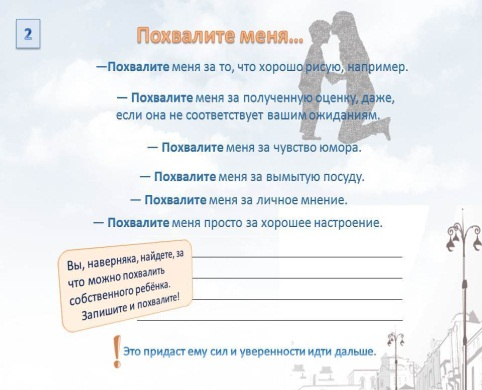 2
Похвалите меня...
—Похвалите меня за то, что хорошо рисую, например.
— Похвалите меня за полученную оценку, даже,
если она не соответствует вашим ожиданиям.
— Похвалите меня за чувство юмора.
— Похвалите меня за вымытую посуду.
— Похвалите меня за личное мнение.
— Похвалите меня просто за хорошее настроение.
Вы, наверняка, найдете, за
что можно похвалить
собственного ребёнка.
Запишите и похвалите!
! Это придаст ему сил и уверенности идти дальше.